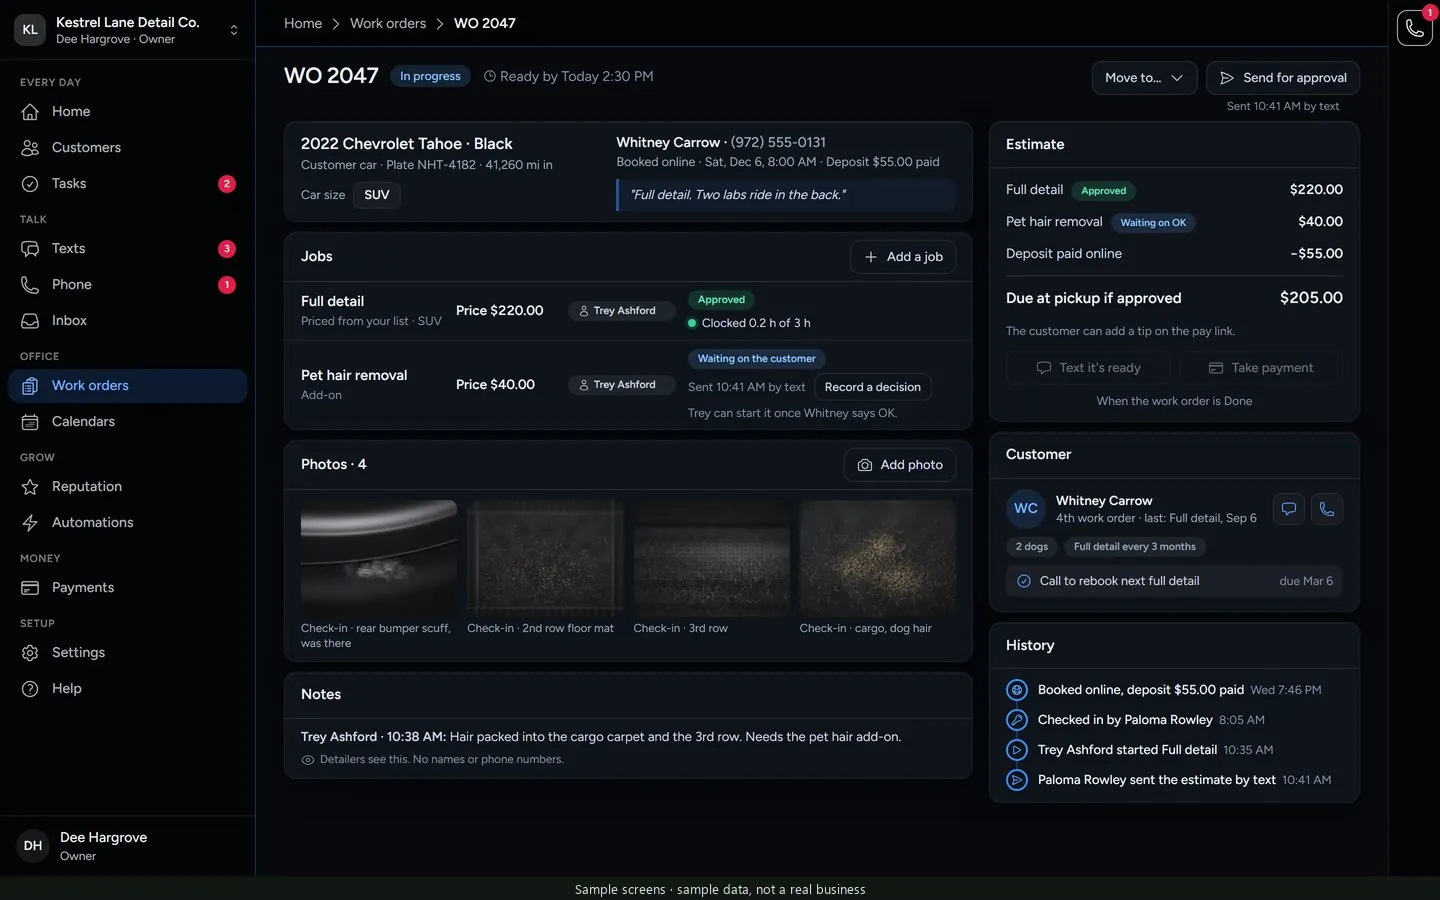 KL
Kestrel Lane Detail Co.
Dee Hargrove · Owner
EVERY DAY
Home
Customers
Tasks
2
TALK
Texts
3
Phone
1
Inbox
OFFICE
Work orders
Calendars
GROW
Reputation
Automations
MONEY
Payments
SETUP
Settings
Help
DH
Dee Hargrove
Owner
Home > Work orders > WO 2047
1
WO 2047
In progress
Ready by Today 2:30 PM
Move to...
Send for approval
Sent 10:41 AM by text
2022 Chevrolet Tahoe · Black
Customer car · Plate NHT-4182 · 41,260 mi in
Car size
SUV
Whitney Carrow · (972) 555-0131
Booked online · Sat, Dec 6, 8:00 AM · Deposit $55.00 paid
"Full detail. Two labs ride in the back."
Jobs
Add a job
Full detail
Priced from your list · SUV
Price $220.00
Trey Ashford
Approved
Clocked 0.2 h of 3 h
Pet hair removal
Add-on
Price $40.00
Trey Ashford
Waiting on the customer
Sent 10:41 AM by text
Record a decision
Trey can start it once Whitney says OK.
Photos · 4
Add photo
Check-in · rear bumper scuff,
was there
Check-in · 2nd row floor mat
Check-in · 3rd row
Check-in · cargo, dog hair
Notes
Trey Ashford · 10:38 AM: Hair packed into the cargo carpet and the 3rd row. Needs the pet hair add-on.
Detailers see this. No names or phone numbers.
Estimate
Full detail Approved $220.00
Pet hair removal Waiting on OK $40.00
Deposit paid online -$55.00
Due at pickup if approved $205.00
The customer can add a tip on the pay link.
Text it's ready
Take payment
When the work order is Done
Customer
WC
Whitney Carrow
4th work order · last: Full detail, Sep 6
2 dogs
Full detail every 3 months
Call to rebook next full detail
due Mar 6
History
Booked online, deposit $55.00 paid Wed 7:46 PM
Checked in by Paloma Rowley 8:05 AM
Trey Ashford started Full detail 10:35 AM
Paloma Rowley sent the estimate by text 10:41 AM
Sample screens · sample data, not a real business